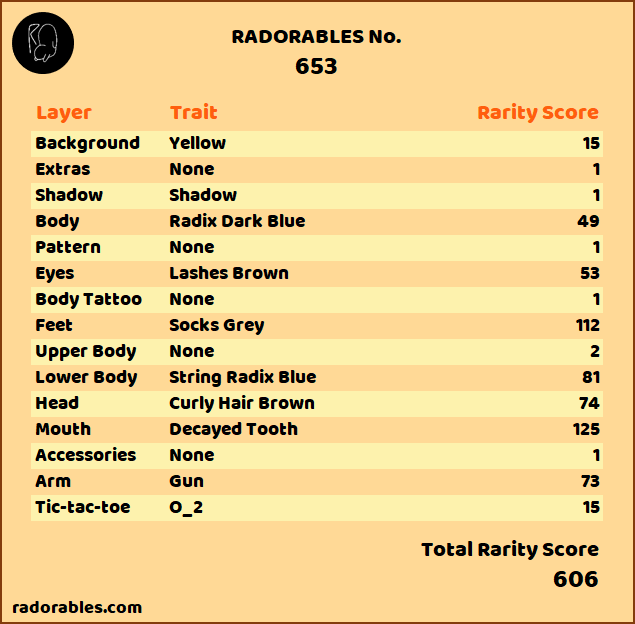 RADORABLES No.
653
Layer Trait Rarity Score
Background Yellow 15
Extras None 1
Shadow Shadow 1
Body Radix Dark Blue 49
Pattern None 1
Eyes Lashes Brown 53
Body Tattoo None 1
Feet Socks Grey 112
Upper Body None 2
Lower Body String Radix Blue 81
Head Curly Hair Brown 74
Mouth Decayed Tooth 125
Accessories None 1
Arm Gun 73
Tic-tac-toe O_2 15
Total Rarity Score
606
radorables.com